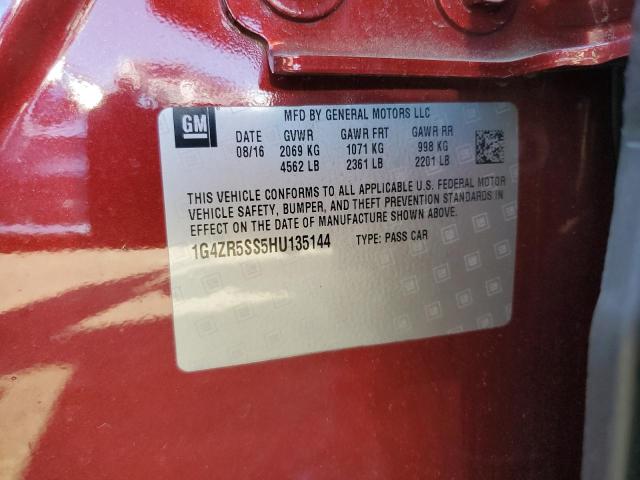 GM
MFD BY GENERAL MOTORS LLC
DATE GVWR GAWR FRT GAWR RR
08/16 2069 KG 1071 KG 998 KG
4562 LB 2361 LB 2201 LB
THIS VEHICLE CONFORMS TO ALL APPLICABLE U.S. FEDERAL MOTOR
VEHICLE SAFETY, BUMPER, AND THEFT PREVENTION STANDARDS IN
EFFECT ON THE DATE OF MANUFACTURE SHOWN ABOVE.
1G4ZR5SS5HU135144 TYPE: PASS CAR